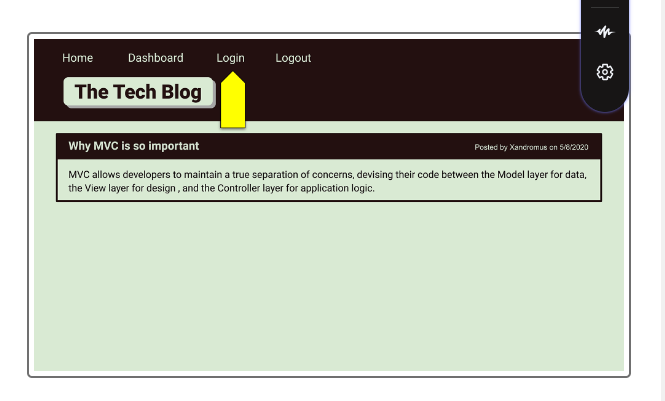 Home Dashboard Login Logout
The Tech Blog
Why MVC is so important Posted by Xandromus on 5/6/2020
MVC allows developers to maintain a true separation of concerns, devising their code between the Model layer for data,
the View layer for design , and the Controller layer for application logic.